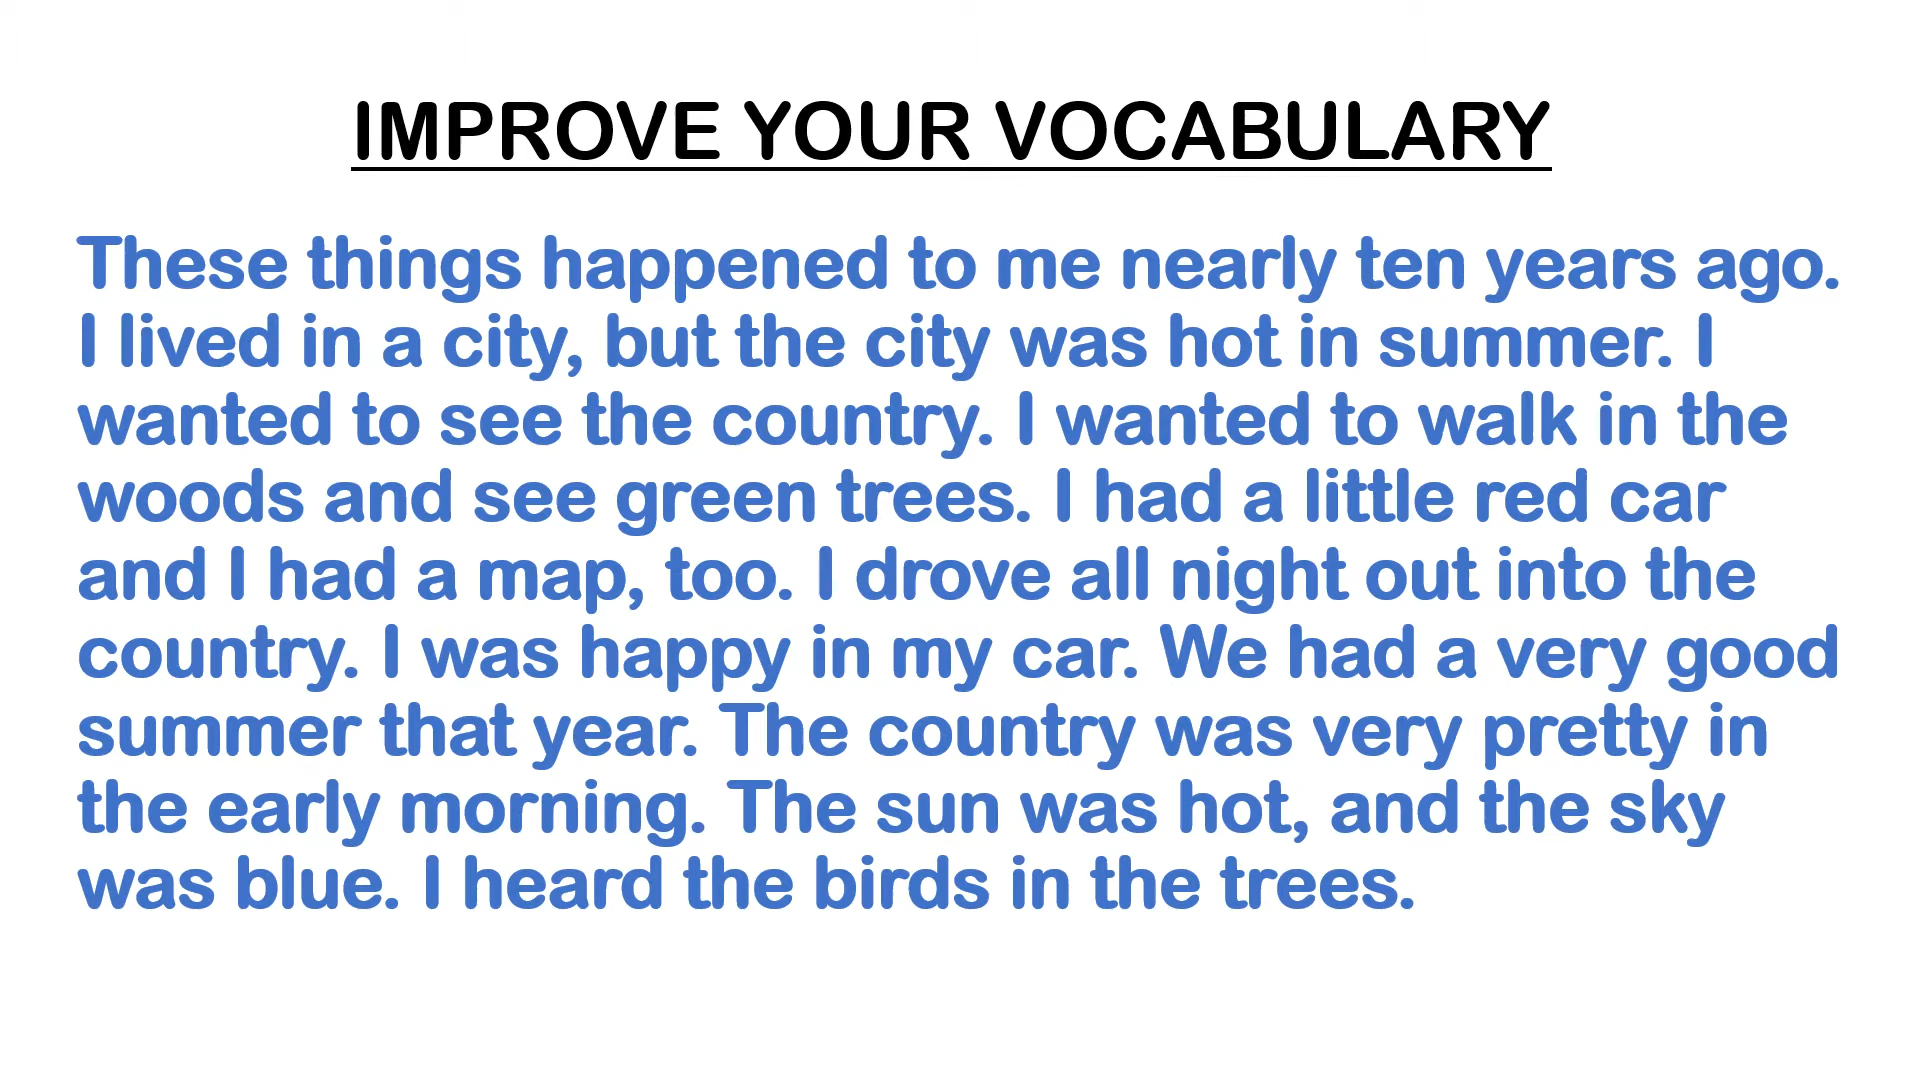 IMPROVE YOUR VOCABULARY
These things happened to me nearly ten years ago.
I lived in a city, but the city was hot in summer. I
wanted to see the country. I wanted to walk in the
woods and see green trees. I had a little red car
and I had a map, too. I drove all night out into the
country. I was happy in my car. We had a very good
summer that year. The country was very pretty in
the early morning. The sun was hot, and the sky
was blue. I heard the birds in the trees.